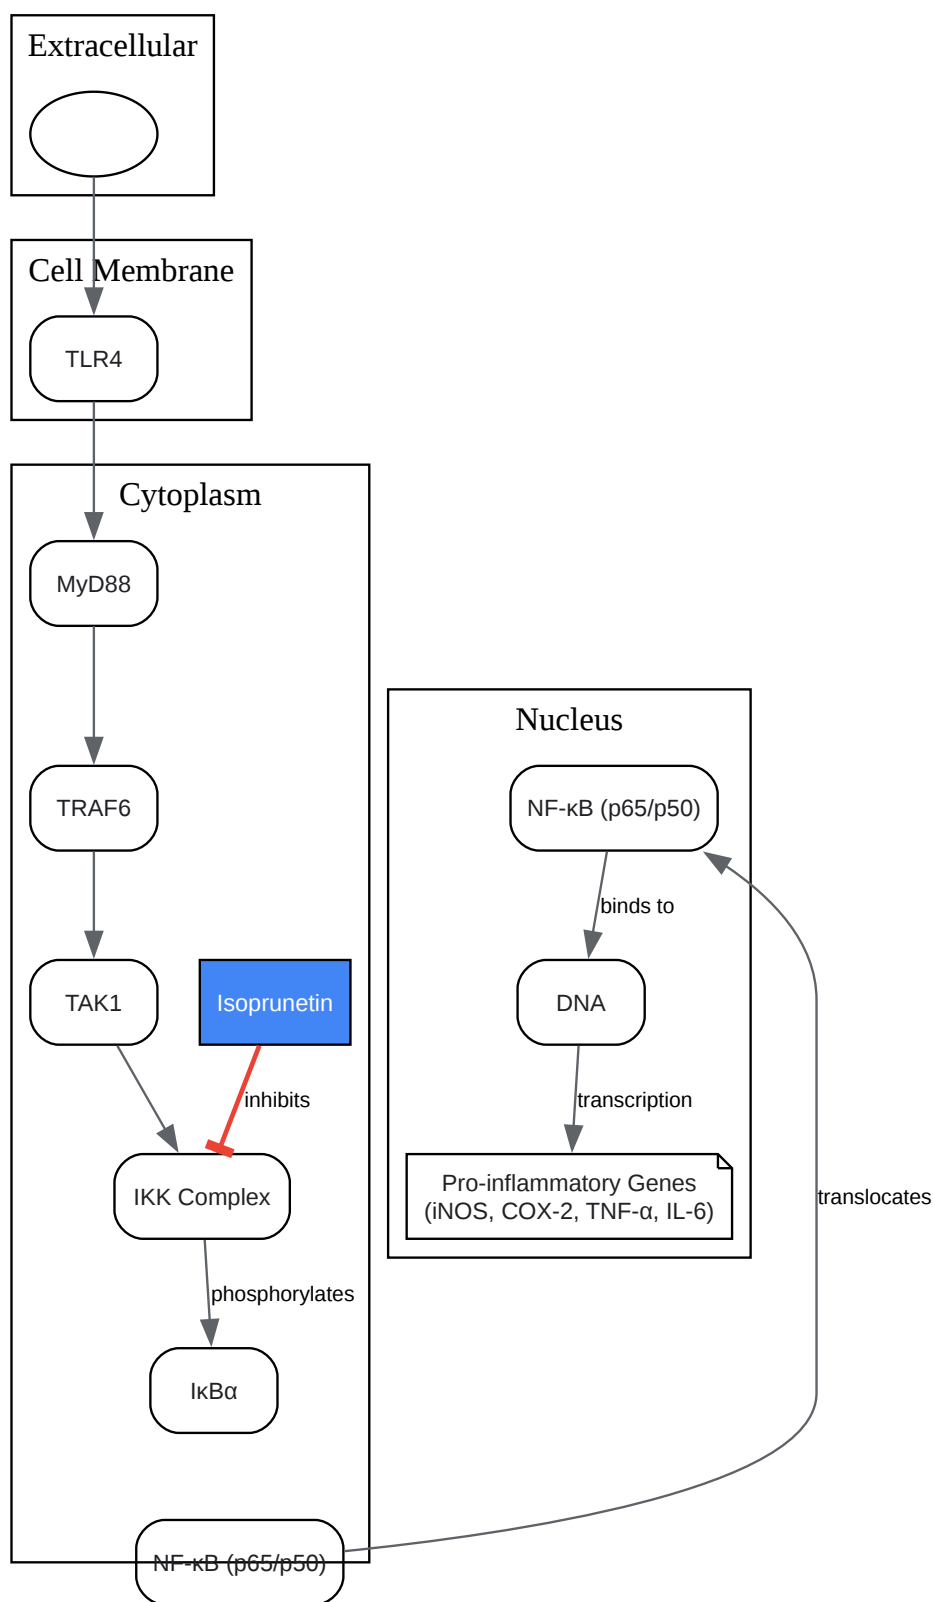 Extracellular
Cell Membrane
TLR4
Cytoplasm
MyD88
TRAF6
TAK1
Isoprunetin
inhibits
IKK Complex
phosphorylates
IκBα
NF-κB (p65/p50)
Nucleus
NF-κB (p65/p50)
binds to
DNA
transcription
Pro-inflammatory Genes
(iNOS, COX-2, TNF-α, IL-6)
translocates